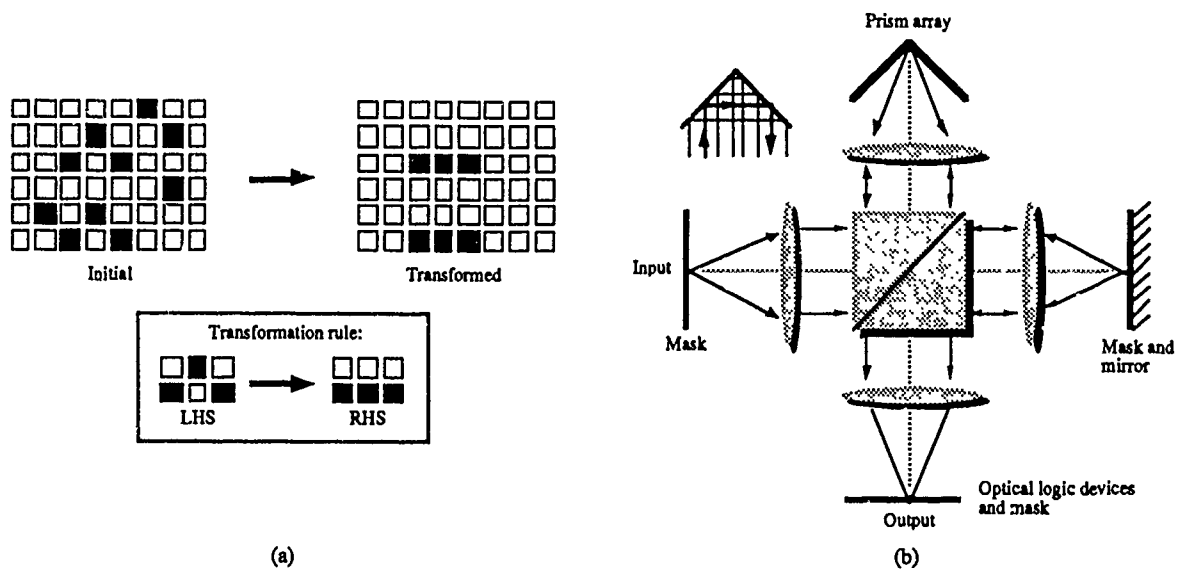 Initial
Transformed
Transformation rule:
LHS
RHS
(a)
Prism array
Input
Mask
Mask and
mirror
Optical logic devices
and mask
Output
(b)